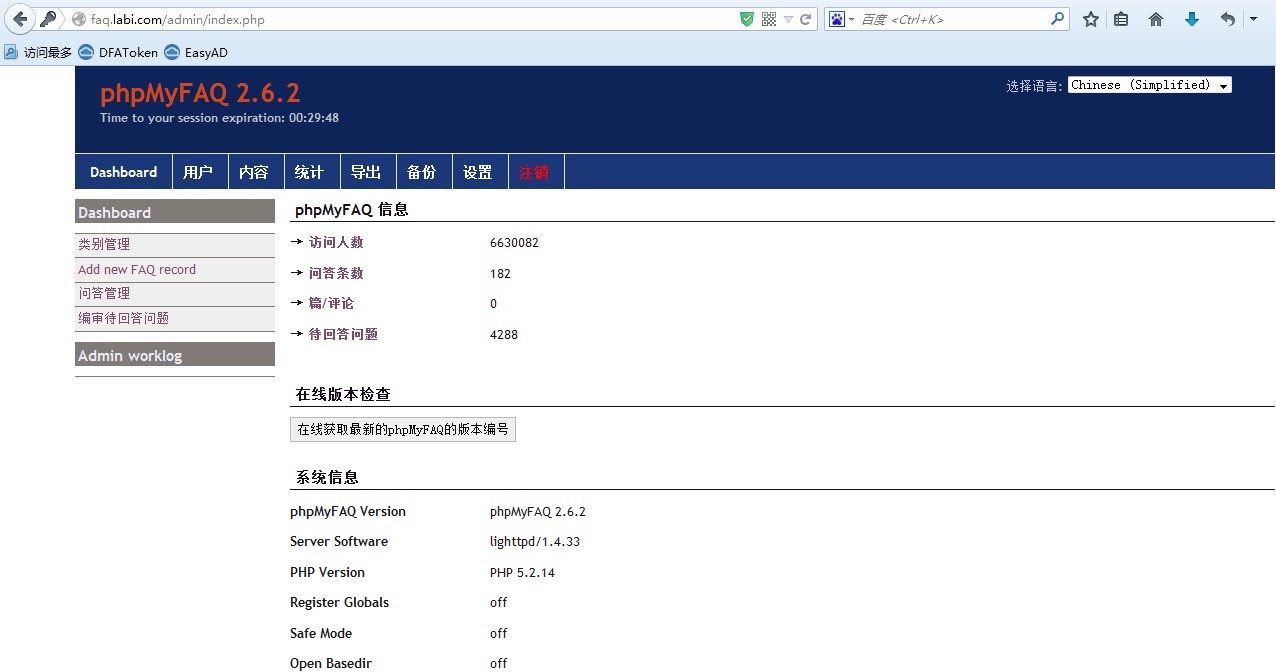 faq.labi.com/admin/index.php
百度 <Ctrl+K>
访问最多 DFAToken EasyAD
phpMyFAQ 2.6.2
选择语言: Chinese (Simplified)
Time to your session expiration: 00:29:48
Dashboard 用户 内容 统计 导出 备份 设置 注销
Dashboard
类别管理
Add new FAQ record
问答管理
编审待回答问题
Admin worklog
phpMyFAQ 信息
访问人数 6630082
问答条数 182
篇/评论 0
待回答问题 4288
在线版本检查
在线获取最新的phpMyFAQ的版本编号
系统信息
phpMyFAQ Version phpMyFAQ 2.6.2
Server Software lighttpd/1.4.33
PHP Version PHP 5.2.14
Register Globals off
Safe Mode off
Open Basedir off